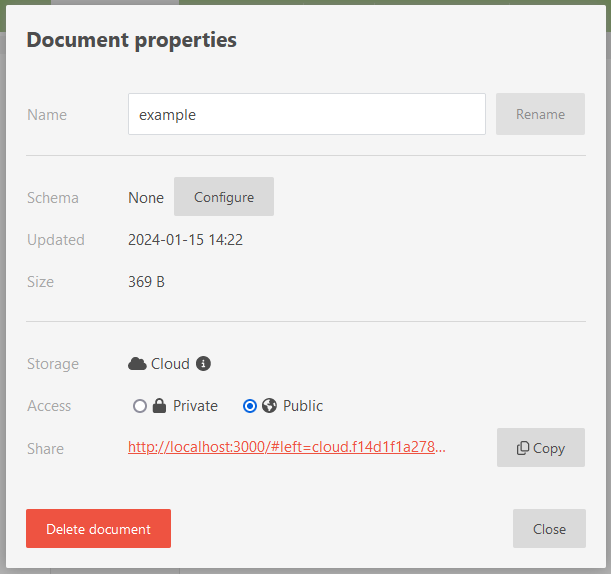 Document properties
Name example Rename
Schema None Configure
Updated 2024-01-15 14:22
Size 369 B
Storage Cloud
Access Private Public
Share http://localhost:3000/#left=cloud.f14d1f1a278... Copy
Delete document Close